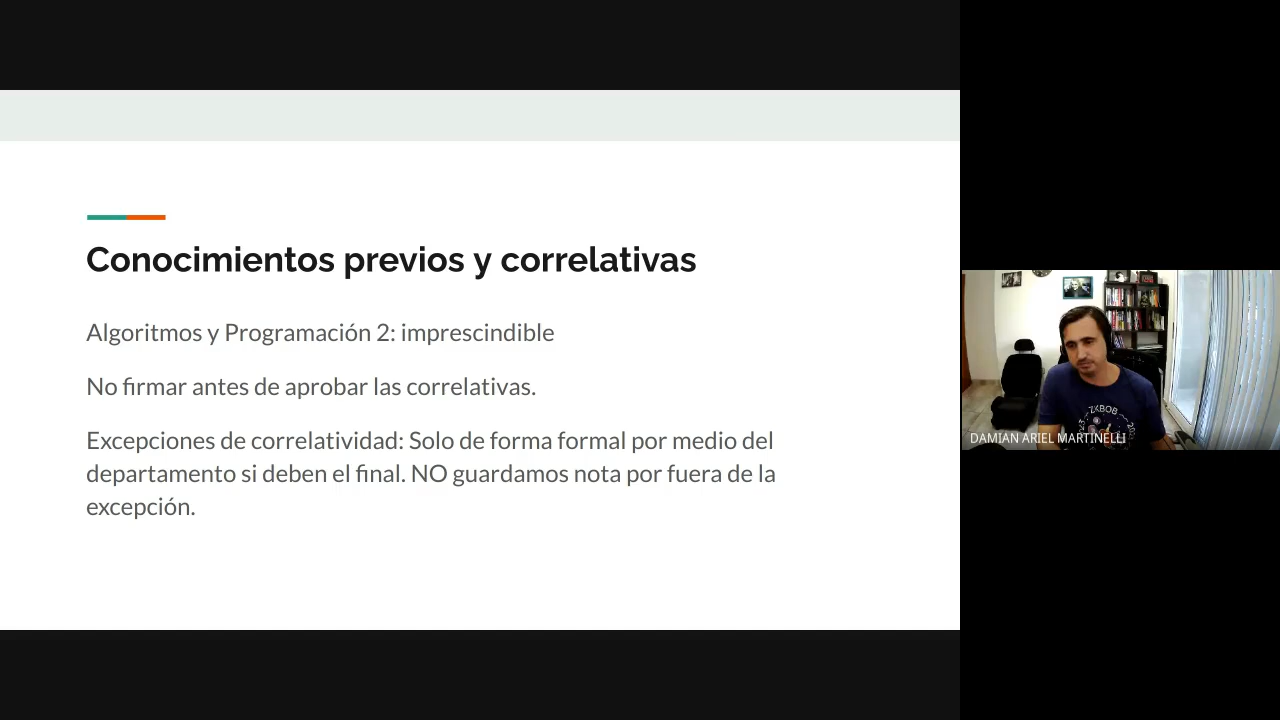 Conocimientos previos y correlativas
Algoritmos y Programación 2: imprescindible
No firmar antes de aprobar las correlativas.
Excepciones de correlatividad: Solo de forma formal por medio del
departamento si deben el final. NO guardamos nota por fuera de la
excepción.
ZKBOB
DAMIAN ARIEL MARTINELLI